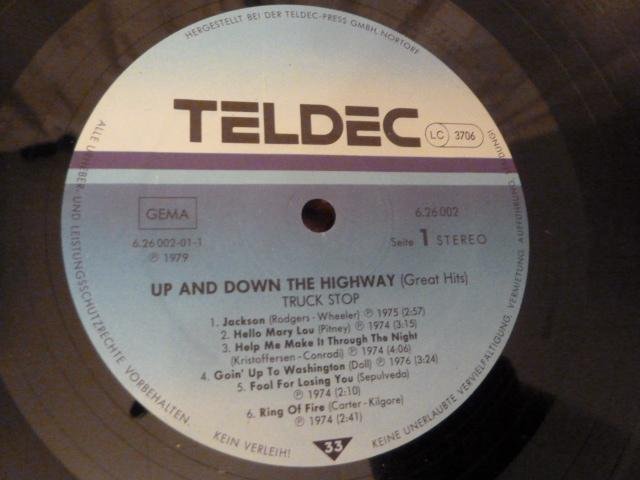 HERGESTELLT BEI DER TELDEC-PRESS GMBH, NORTORF
TELDEC
LC 3706
GEMA
6.26 002
6.26 002-01-1
Seite 1 STEREO
℗ 1979
UP AND DOWN THE HIGHWAY (Great Hits)
TRUCK STOP
1. Jackson (Rodgers - Wheeler) ℗ 1975 (2:57)
2. Hello Mary Lou (Pitney) ℗ 1974 (3:15)
3. Help Me Make It Through The Night
(Kristoffersen - Conradi) ℗ 1974 (4:06)
4. Goin' Up To Washington (Doll) ℗ 1976 (3:24)
5. Fool For Losing You (Sepulveda)
℗ 1974 (2:10)
6. Ring Of Fire (Carter - Kilgore)
℗ 1974 (2:41)
33
ALLE URHEBER- UND LEISTUNGSSCHUTZRECHTE VORBEHALTEN.
KEIN VERLEIH!
KEINE UNERLAUBTE VERVIELFÄLTIGUNG, VERMIETUNG, AUFFÜHRUNG,